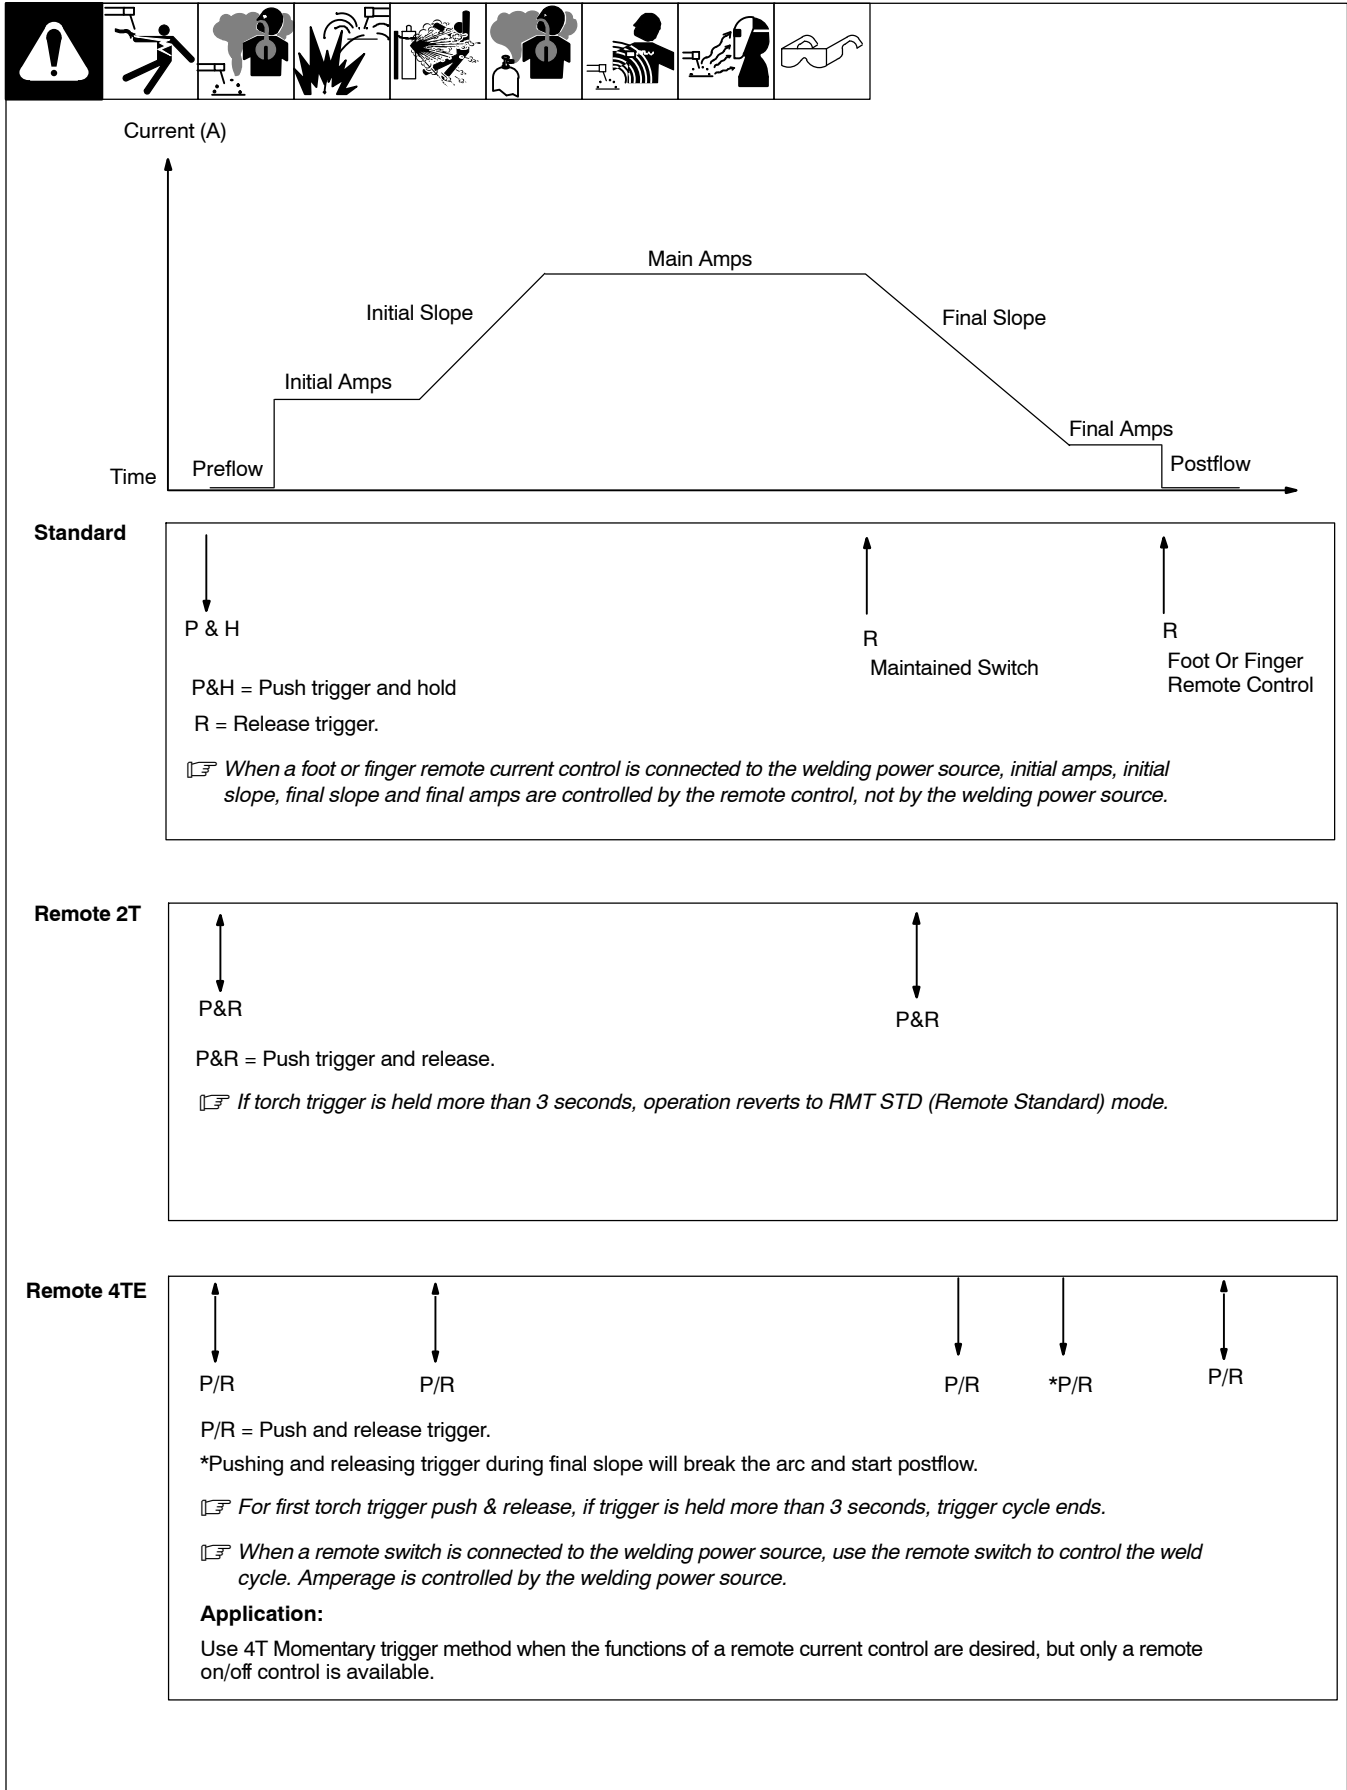 Current (A)
Main Amps
Initial Slope
Final Slope
Initial Amps
Final Amps
Time
Preflow
Postflow
Standard
P & H
R
Maintained Switch
R
Foot Or Finger
Remote Control
P&H = Push trigger and hold
R = Release trigger.
When a foot or finger remote current control is connected to the welding power source, initial amps, initial
slope, final slope and final amps are controlled by the remote control, not by the welding power source.
Remote 2T
P&R
P&R
P&R = Push trigger and release.
If torch trigger is held more than 3 seconds, operation reverts to RMT STD (Remote Standard) mode.
Remote 4TE
P/R
P/R
P/R
*P/R
P/R
P/R = Push and release trigger.
*Pushing and releasing trigger during final slope will break the arc and start postflow.
For first torch trigger push & release, if trigger is held more than 3 seconds, trigger cycle ends.
When a remote switch is connected to the welding power source, use the remote switch to control the weld
cycle. Amperage is controlled by the welding power source.
Application:
Use 4T Momentary trigger method when the functions of a remote current control are desired, but only a remote
on/off control is available.